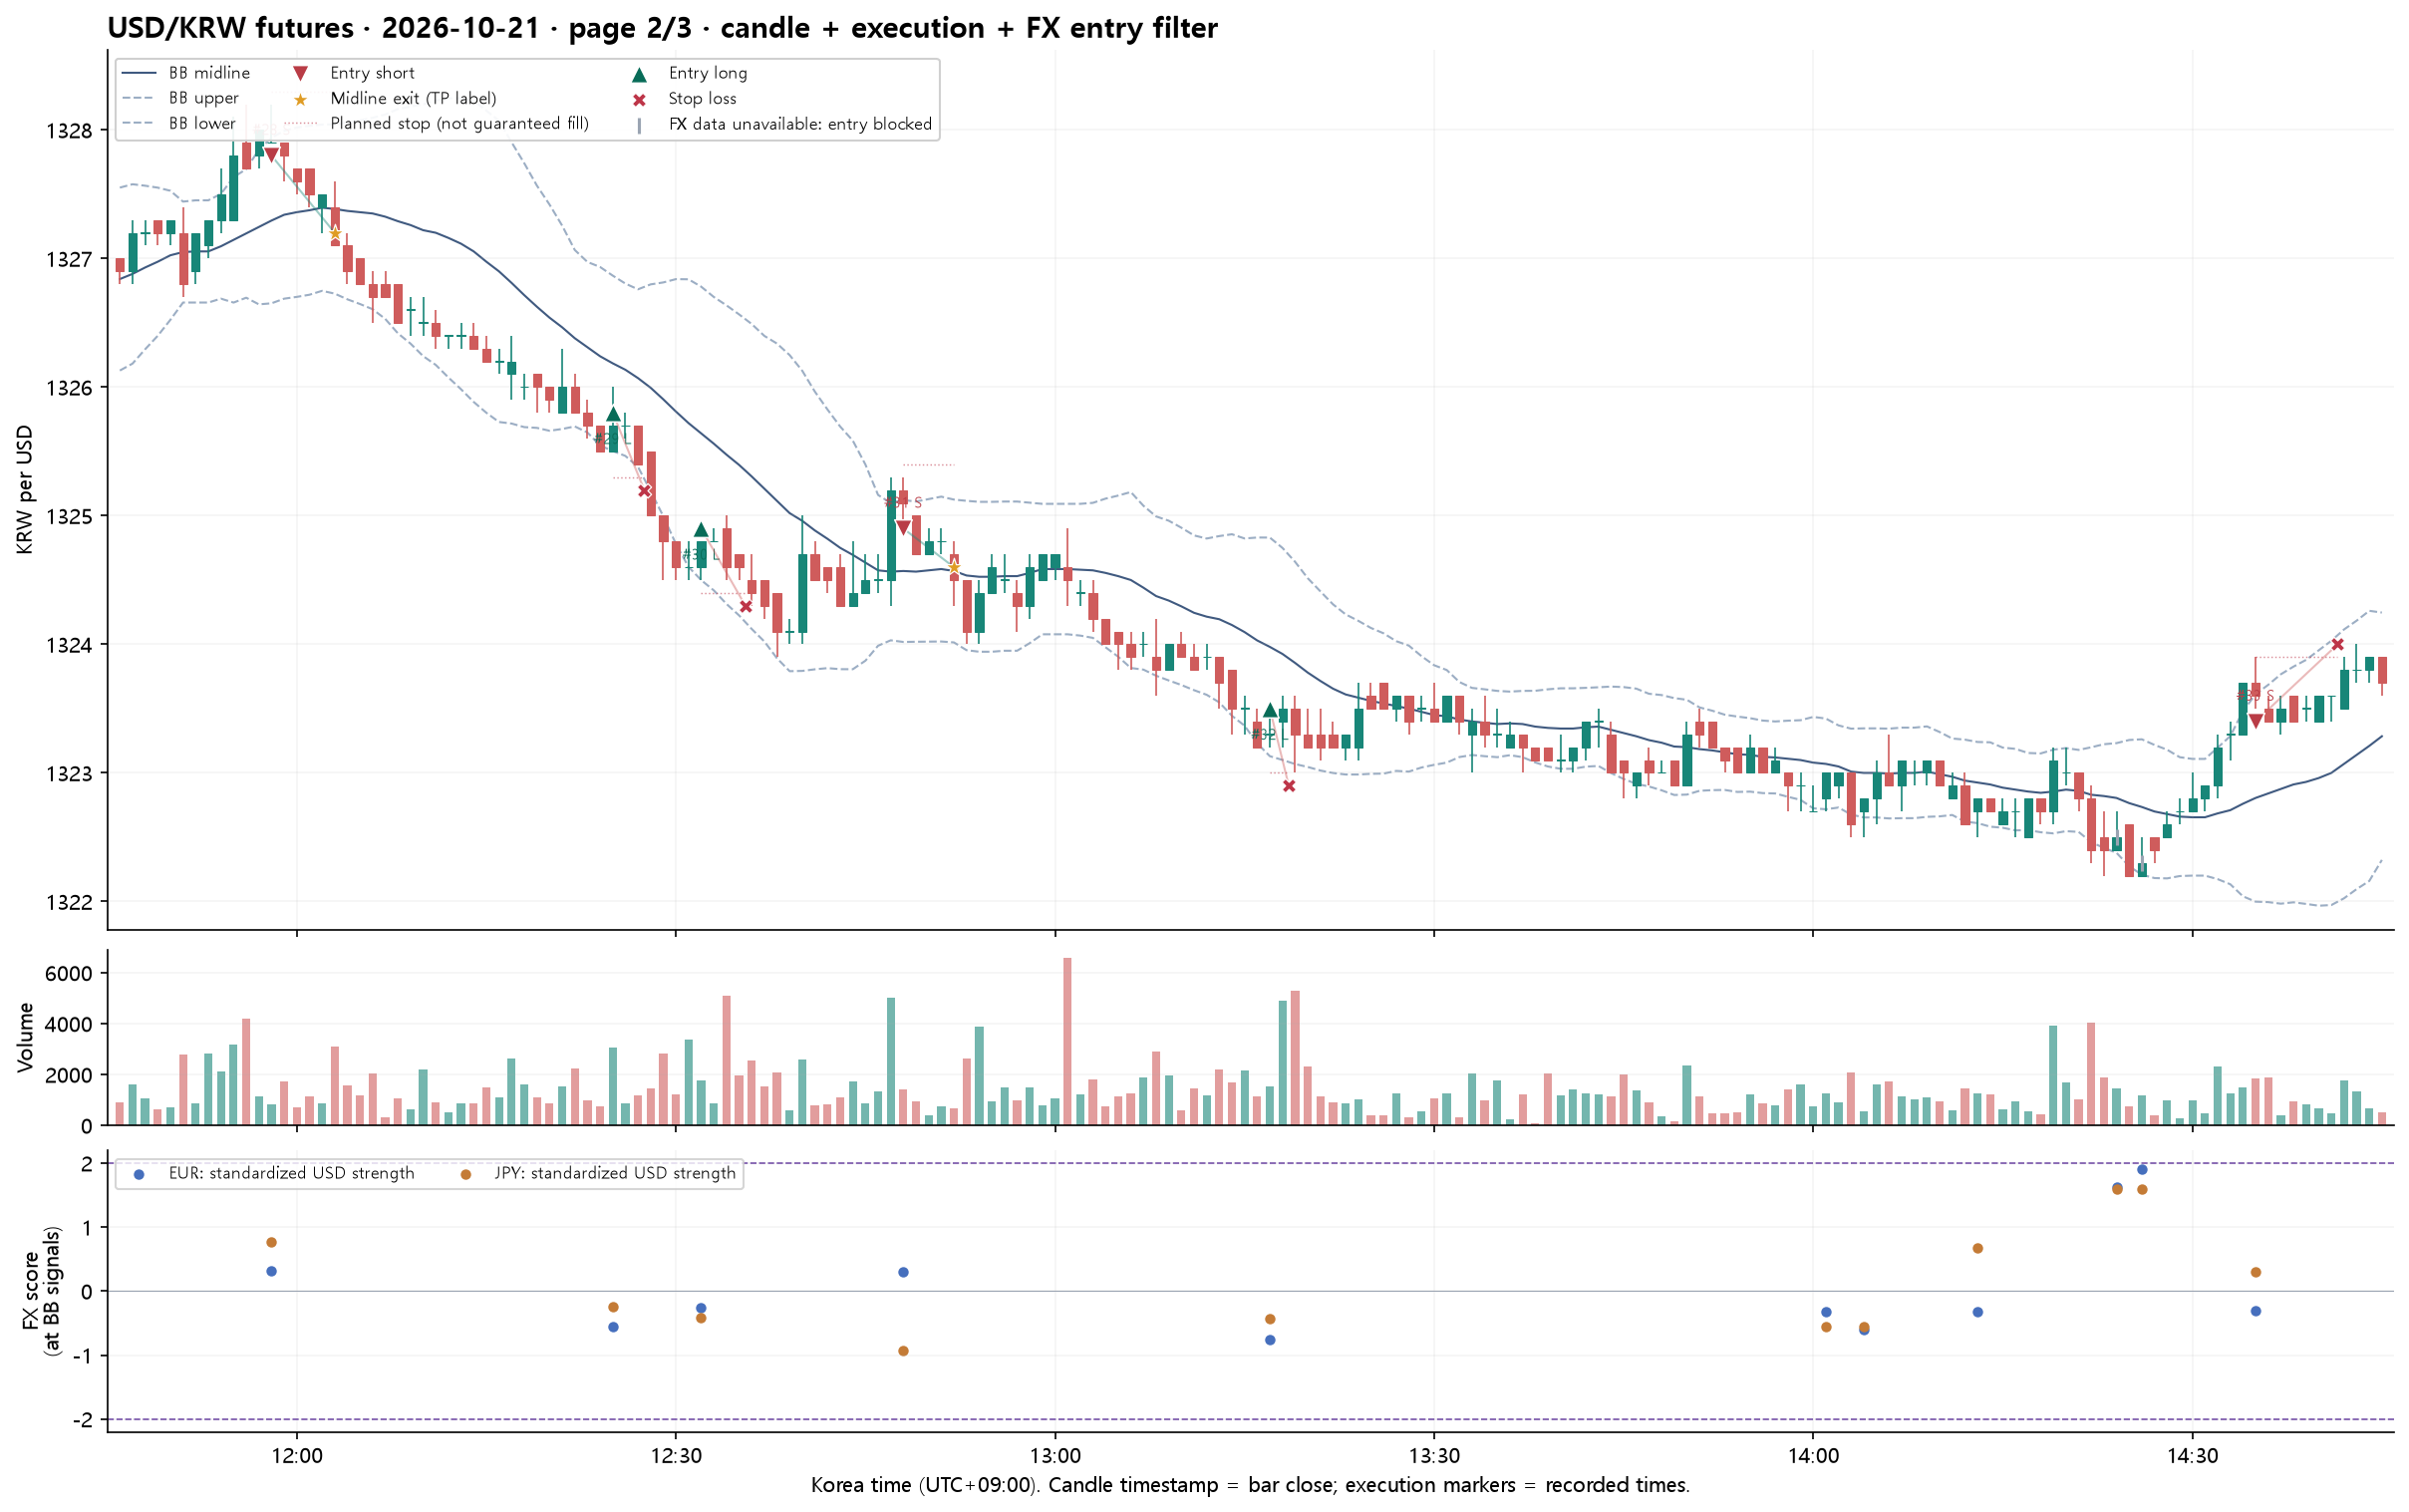 USD/KRW futures · 2026-10-21 · page 2/3 · candle + execution + FX entry filter
BB midline
BB upper
BB lower
Entry short
Midline exit (TP label)
Planned stop (not guaranteed fill)
Entry long
Stop loss
FX data unavailable: entry blocked
KRW per USD
1328
1327
1326
1325
1324
1323
1322
Volume
6000
4000
2000
0
EUR: standardized USD strength
JPY: standardized USD strength
FX score
(at BB signals)
2
1
0
-1
-2
12:00
12:30
13:00
13:30
14:00
14:30
Korea time (UTC+09:00). Candle timestamp = bar close; execution markers = recorded times.